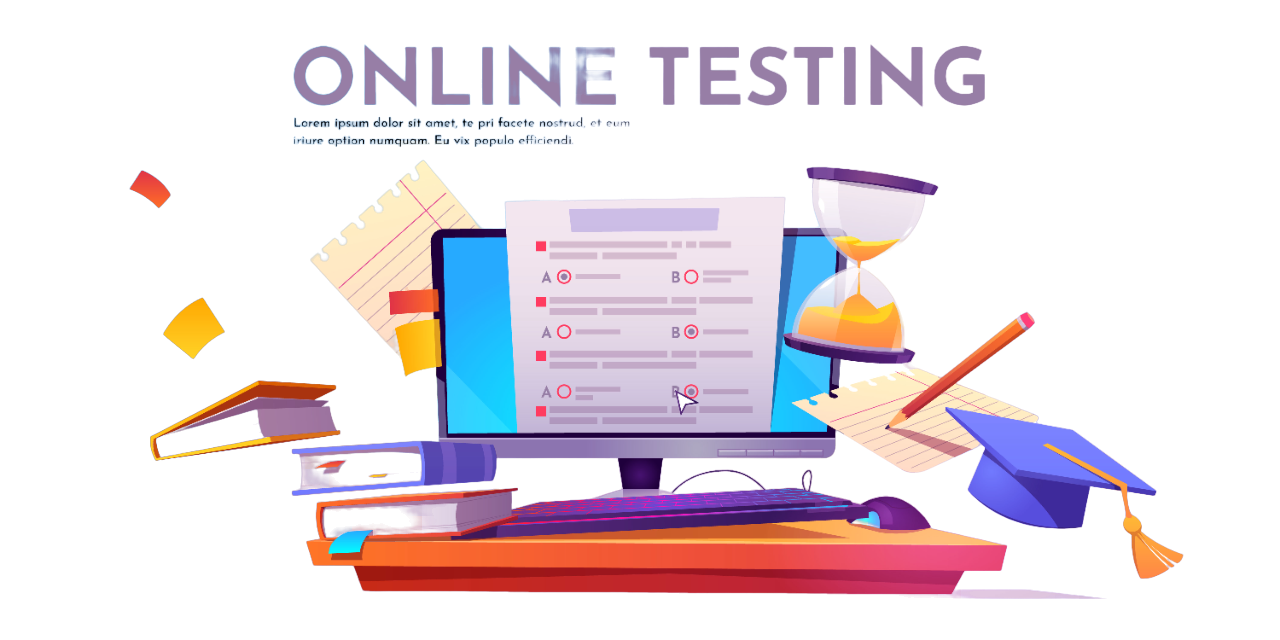 ONLINE TESTING
Lorem ipsum dolor sit amet, te pri facete nostrud, et eum
iriure option numquam. Eu vix populo efficiendi.
A B
A B
A B